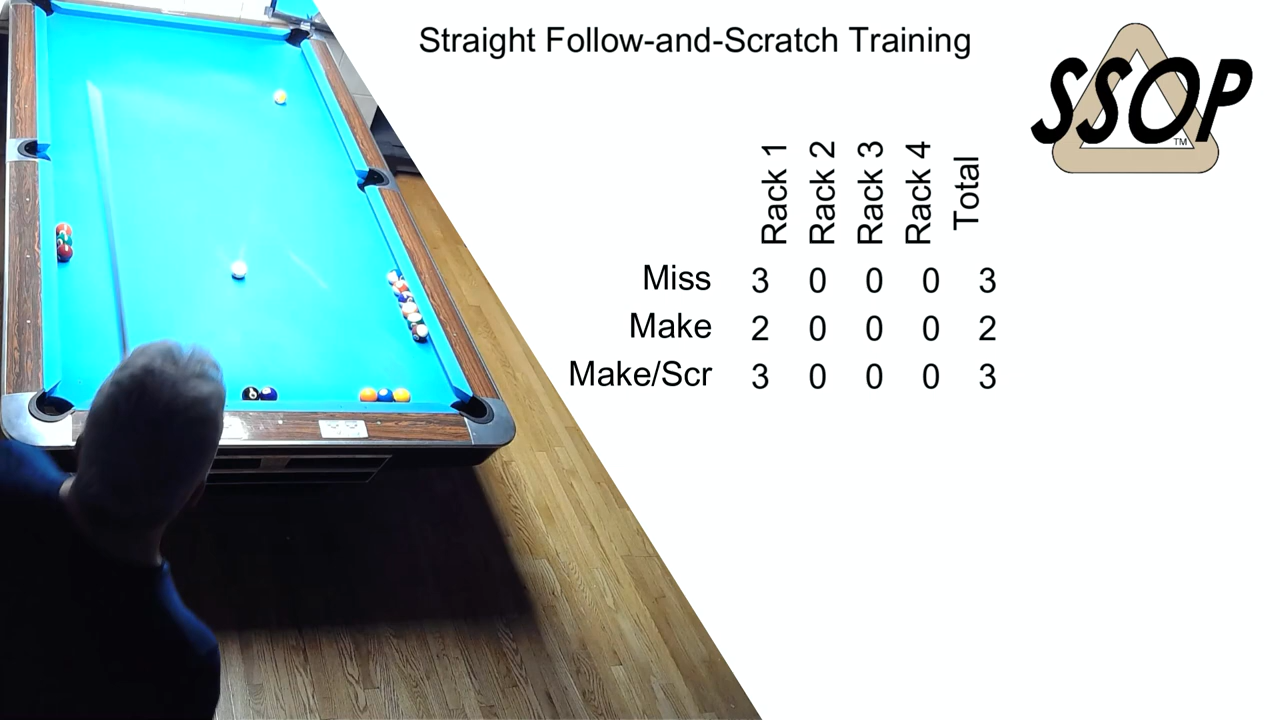 Straight Follow-and-Scratch Training
SSOP
TM
Rack 1 Rack 2 Rack 3 Rack 4 Total
Miss 3 0 0 0 3
Make 2 0 0 0 2
Make/Scr 3 0 0 0 3